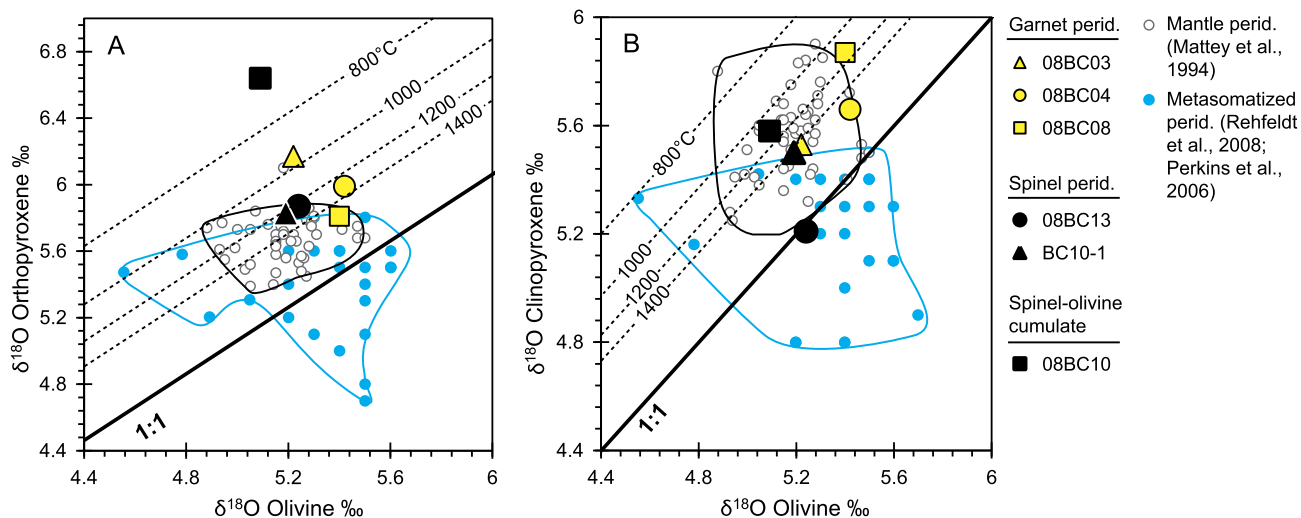 A
δ¹⁸O Orthopyroxene ‰
6.8
6.4
6
5.6
5.2
4.8
4.4
4.4
4.8
5.2
5.6
6
δ¹⁸O Olivine ‰
800°C
1000
1200
1400
1:1
B
δ¹⁸O Clinopyroxene ‰
6
5.6
5.2
4.8
4.4
4.4
4.8
5.2
5.6
6
δ¹⁸O Olivine ‰
800°C
1000
1200
1400
1:1
Garnet perid.
08BC03
08BC04
08BC08
Spinel perid.
08BC13
BC10-1
Spinel-olivine
cumulate
08BC10
Mantle perid.
(Mattey et al.,
1994)
Metasomatized
perid. (Rehfeldt
et al., 2008;
Perkins et al.,
2006)